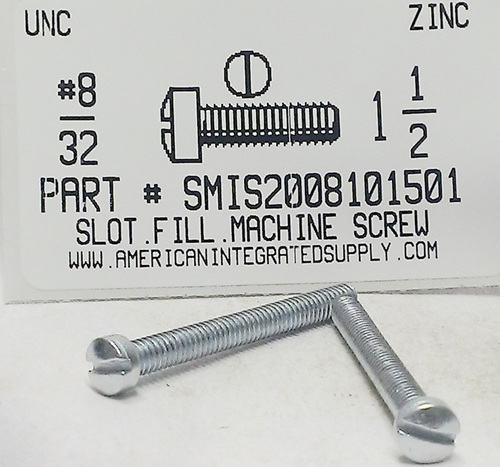 UNC ZINC
#8
32
1 1
2
PART # SMIS2008101501
SLOT.FILL.MACHINE SCREW
WWW.AMERICANINTEGRATEDSUPPLY.COM